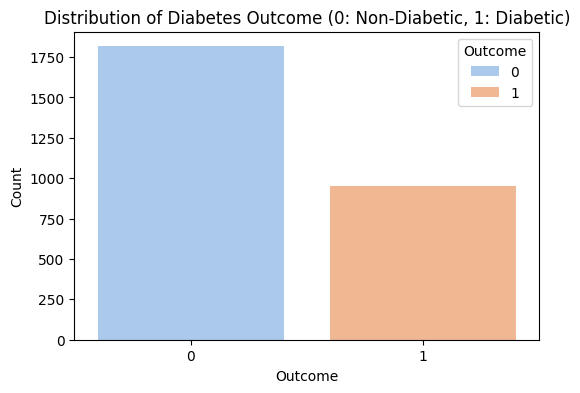 Distribution of Diabetes Outcome (0: Non-Diabetic, 1: Diabetic)
Outcome
0
1
1750
1500
1250
1000
750
500
250
0
Count
0 1
Outcome